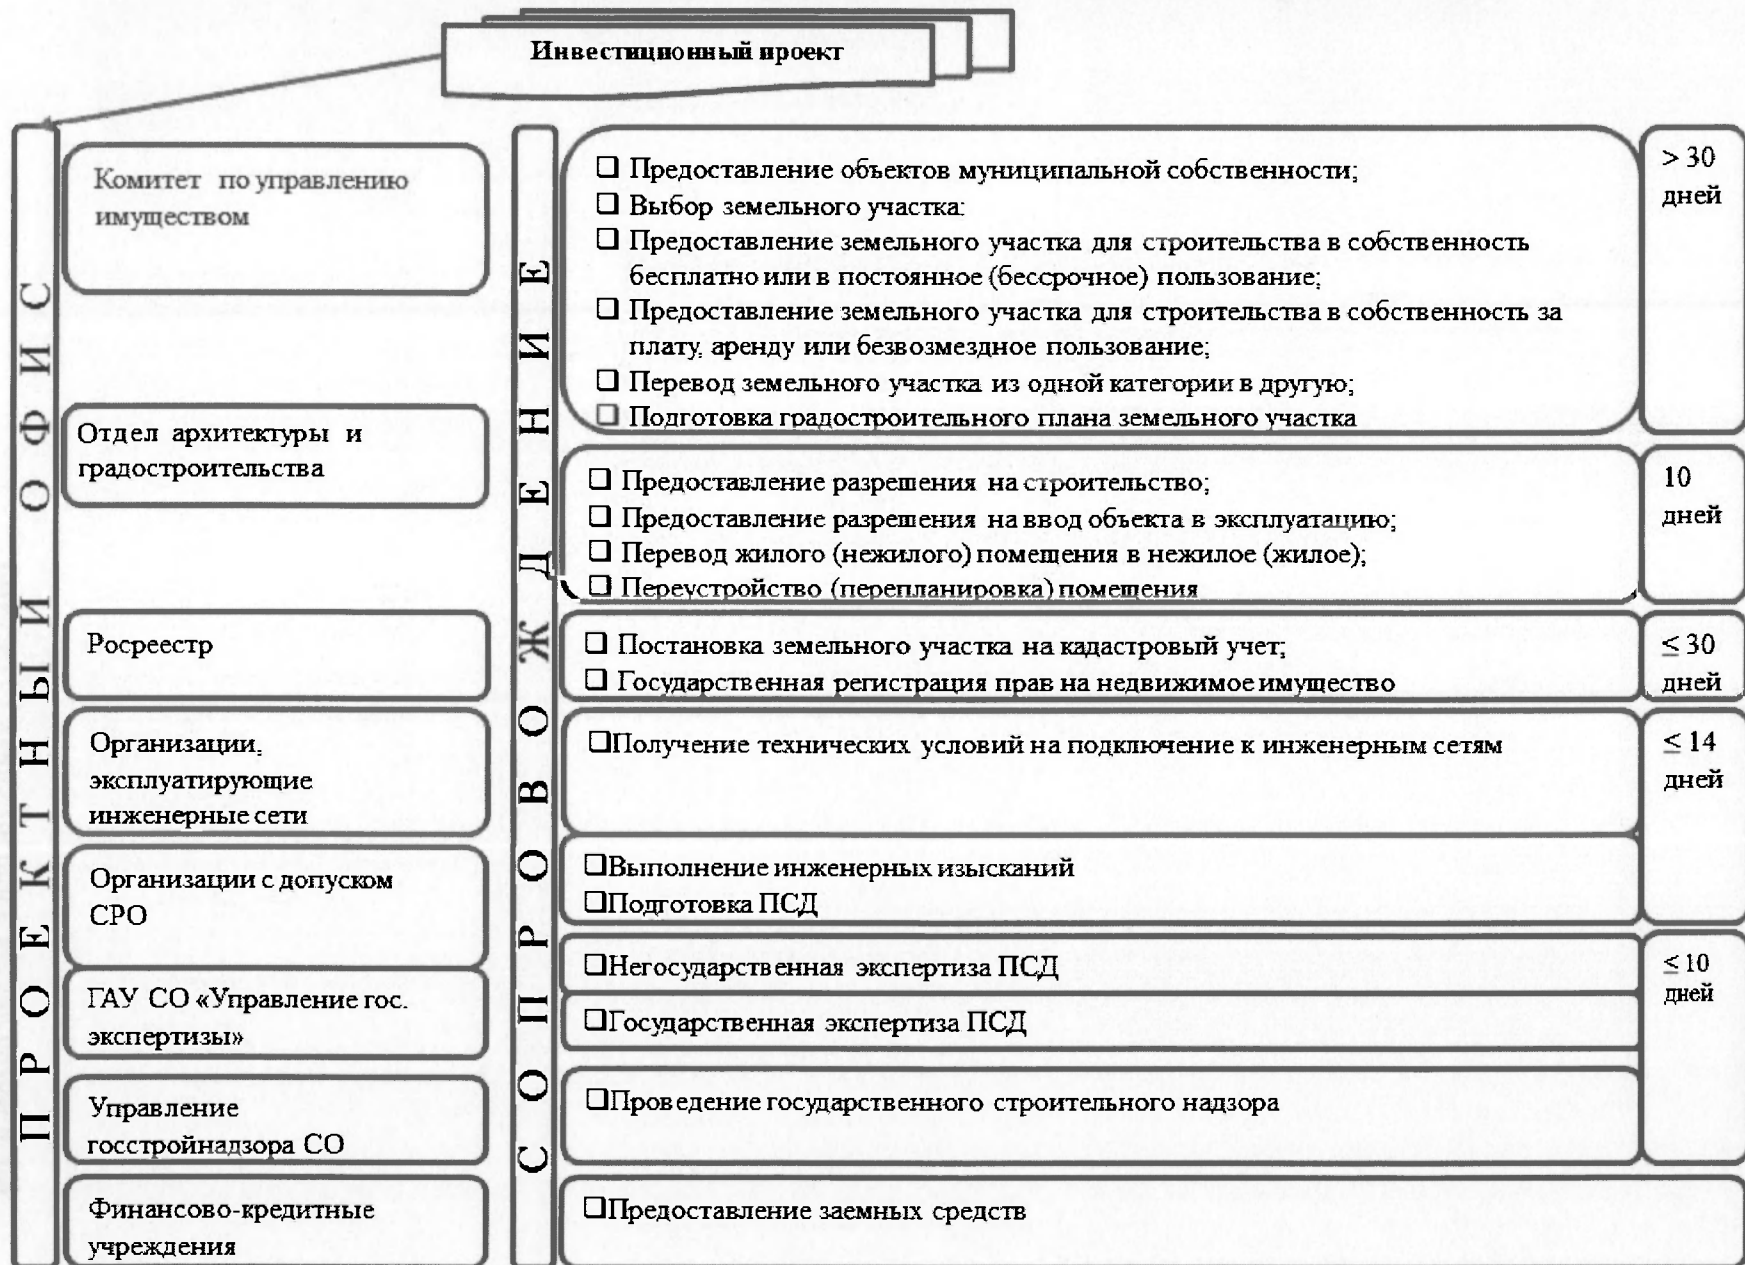 Инвестиционный проект
ПРОЕКТНЫЙ ОФИС
Комитет по управлению
имуществом
Отдел архитектуры и
градостроительства
Росреестр
Организации,
эксплуатирующие
инженерные сети
Организации с допуском
СРО
ГАУ СО «Управление гос.
экспертизы»
Управление
госстройнадзора СО
Финансово-кредитные
учреждения
СОПРОВОЖДЕНИЕ
❑ Предоставление объектов муниципальной собственности;
❑ Выбор земельного участка:
❑ Предоставление земельного участка для строительства в собственность
бесплатно или в постоянное (бессрочное) пользование;
❑ Предоставление земельного участка для строительства в собственность за
плату, аренду или безвозмездное пользование;
❑ Перевод земельного участка из одной категории в другую;
❑ Подготовка градостроительного плана земельного участка
> 30
дней
❑ Предоставление разрешения на строительство;
❑ Предоставление разрешения на ввод объекта в эксплуатацию;
❑ Перевод жилого (нежилого) помещения в нежилое (жилое);
❑ Переустройство (перепланировка) помещения
10
дней
❑ Постановка земельного участка на кадастровый учет;
❑ Государственная регистрация прав на недвижимое имущество
≤ 30
дней
❑Получение технических условий на подключение к инженерным сетям
≤ 14
дней
❑Выполнение инженерных изысканий
❑Подготовка ПСД
❑Негосударственная экспертиза ПСД
≤ 10
дней
❑Государственная экспертиза ПСД
❑Проведение государственного строительного надзора
❑Предоставление заемных средств